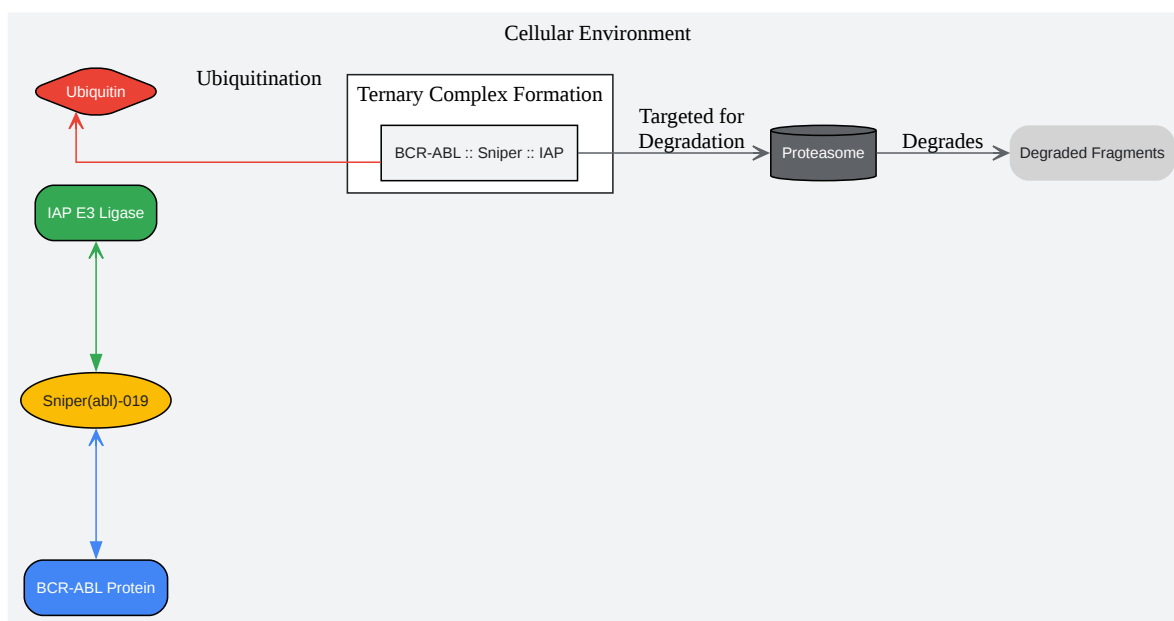 Cellular Environment
Ubiquitin
Ubiquitination
Ternary Complex Formation
BCR-ABL :: Sniper :: IAP
Targeted for
Degradation
Proteasome
Degrades
Degraded Fragments
IAP E3 Ligase
Sniper(abl)-019
BCR-ABL Protein